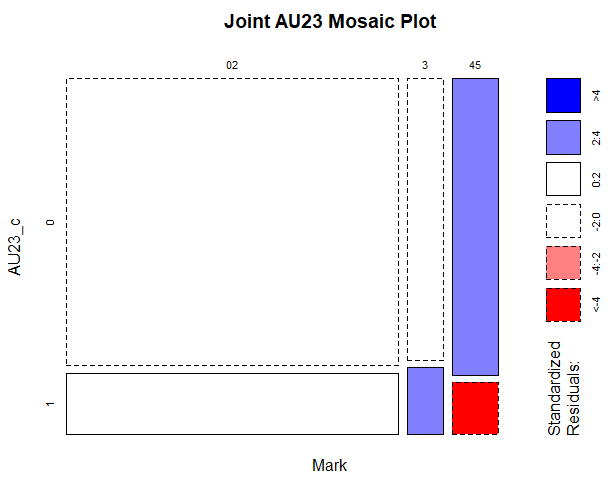 Joint AU23 Mosaic Plot
02 3 45
AU23_c
0
1
Mark
>4
2:4
0:2
-2:0
-4:-2
<-4
Standardized
Residuals: